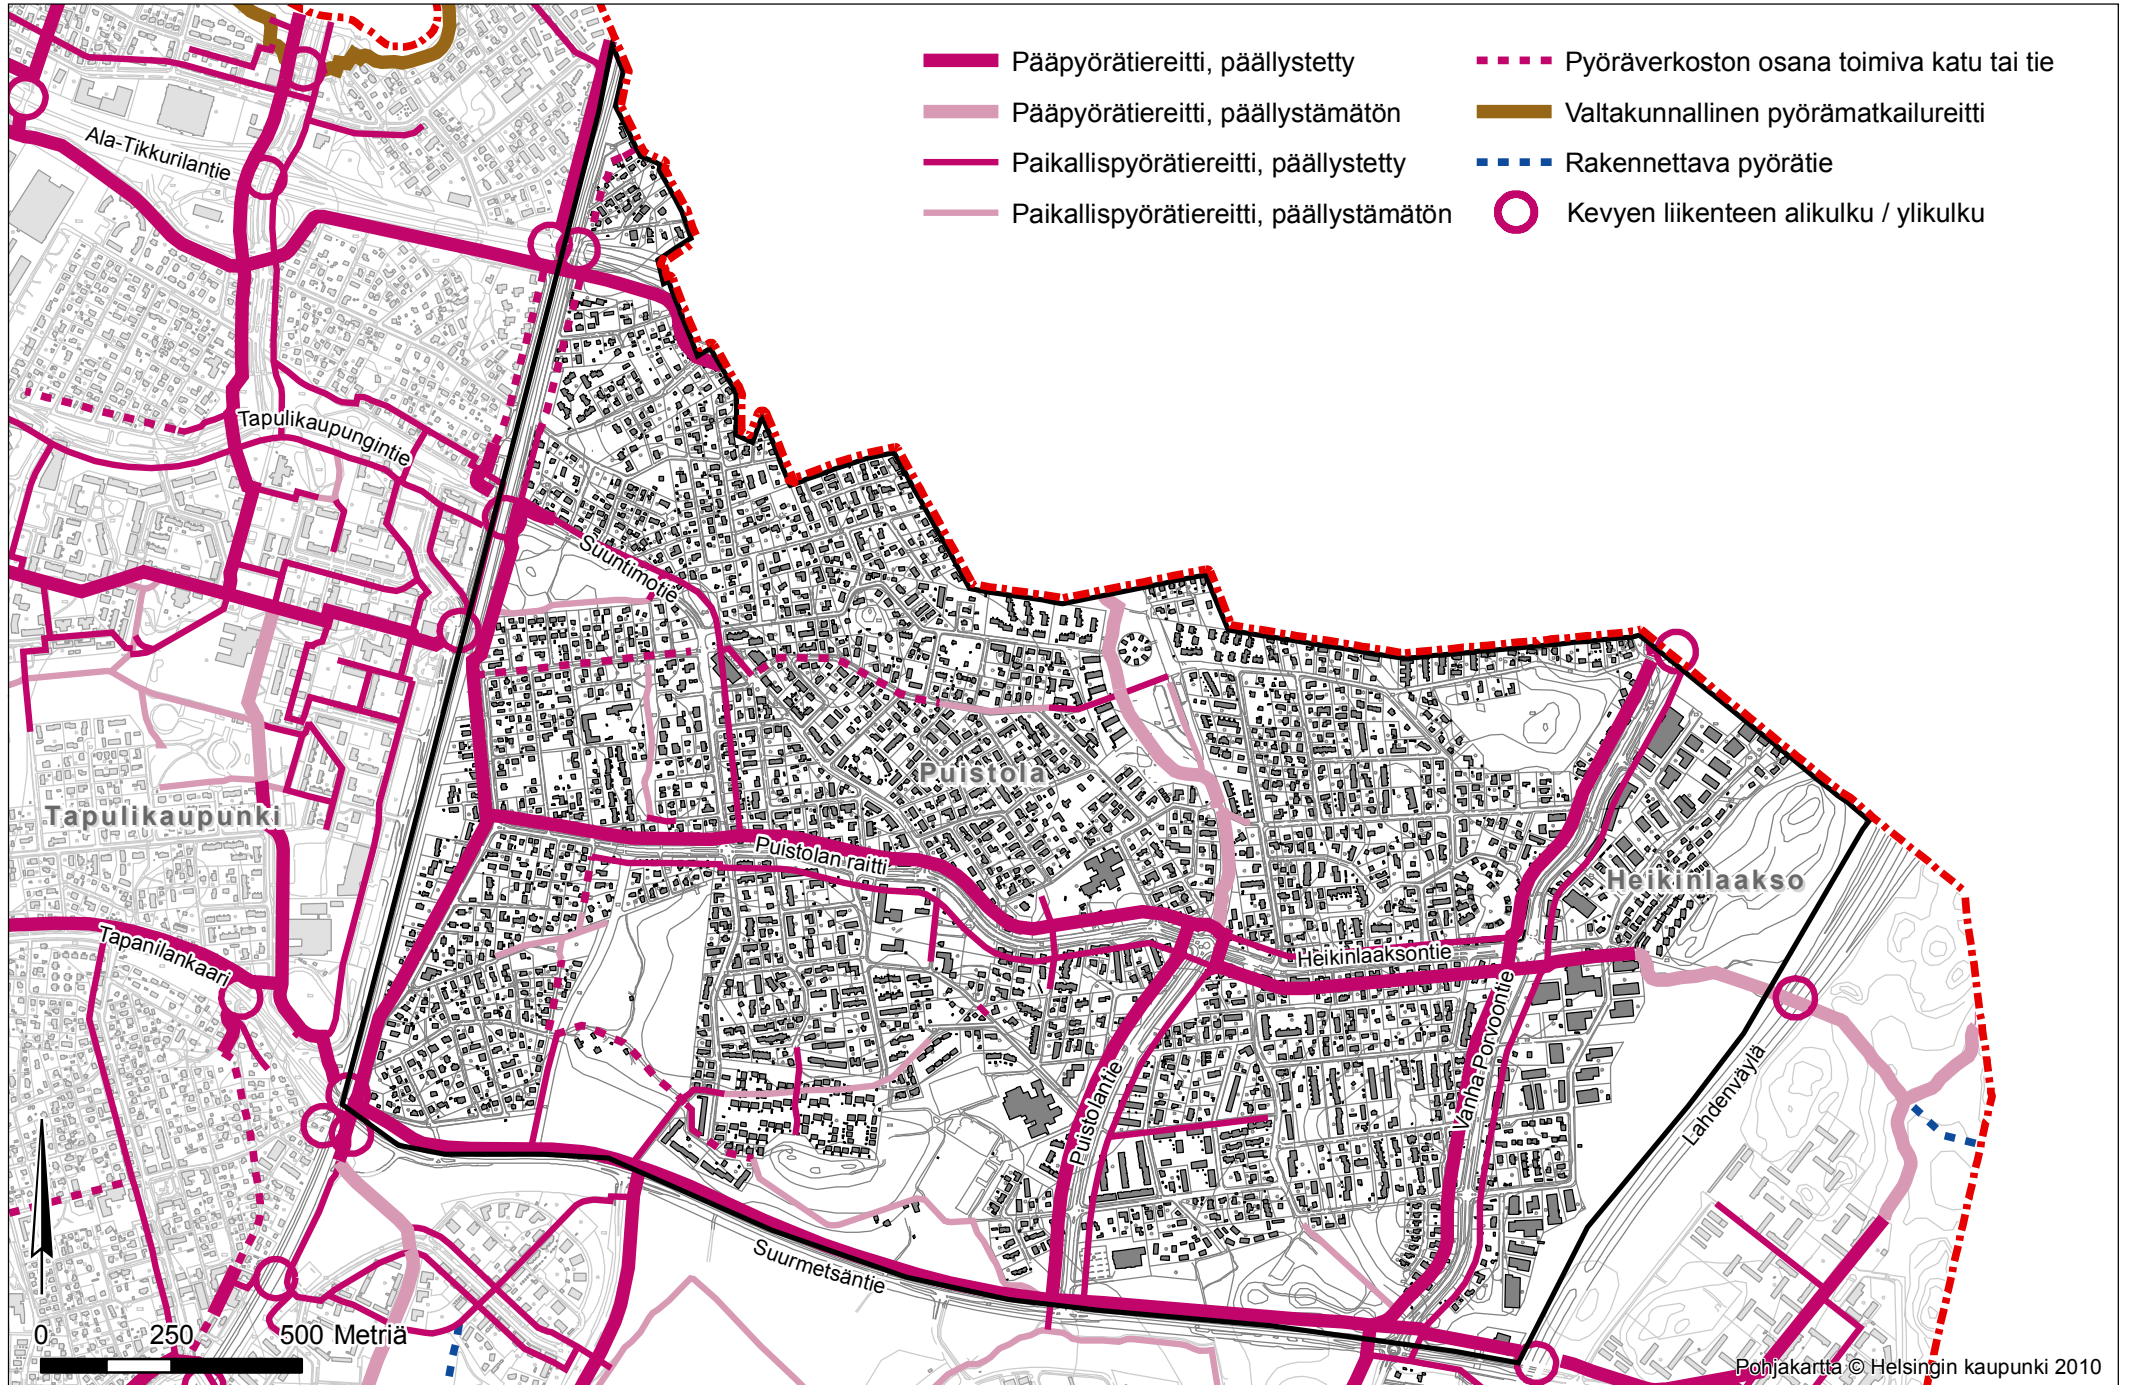 Pääpyörätiereitti, päällystetty
Pääpyörätiereitti, päällystämätön
Paikallispyörätiereitti, päällystetty
Paikallispyörätiereitti, päällystämätön
Pyöräverkoston osana toimiva katu tai tie
Valtakunnallinen pyörämatkailureitti
Rakennettava pyörätie
Kevyen liikenteen alikulku / ylikulku
Ala-Tikkurilantie
Tapulikaupungintie
Suuntimotie
Puistola
Tapulikaupunki
Puistolan raitti
Heikinlaakso
Tapanilankaari
Heikinlaaksontie
Vanha Porvoontie
Puistolantie
Lahdenväylä
Suurmetsäntie
0 250 500 Metriä
Pohjakartta © Helsingin kaupunki 2010